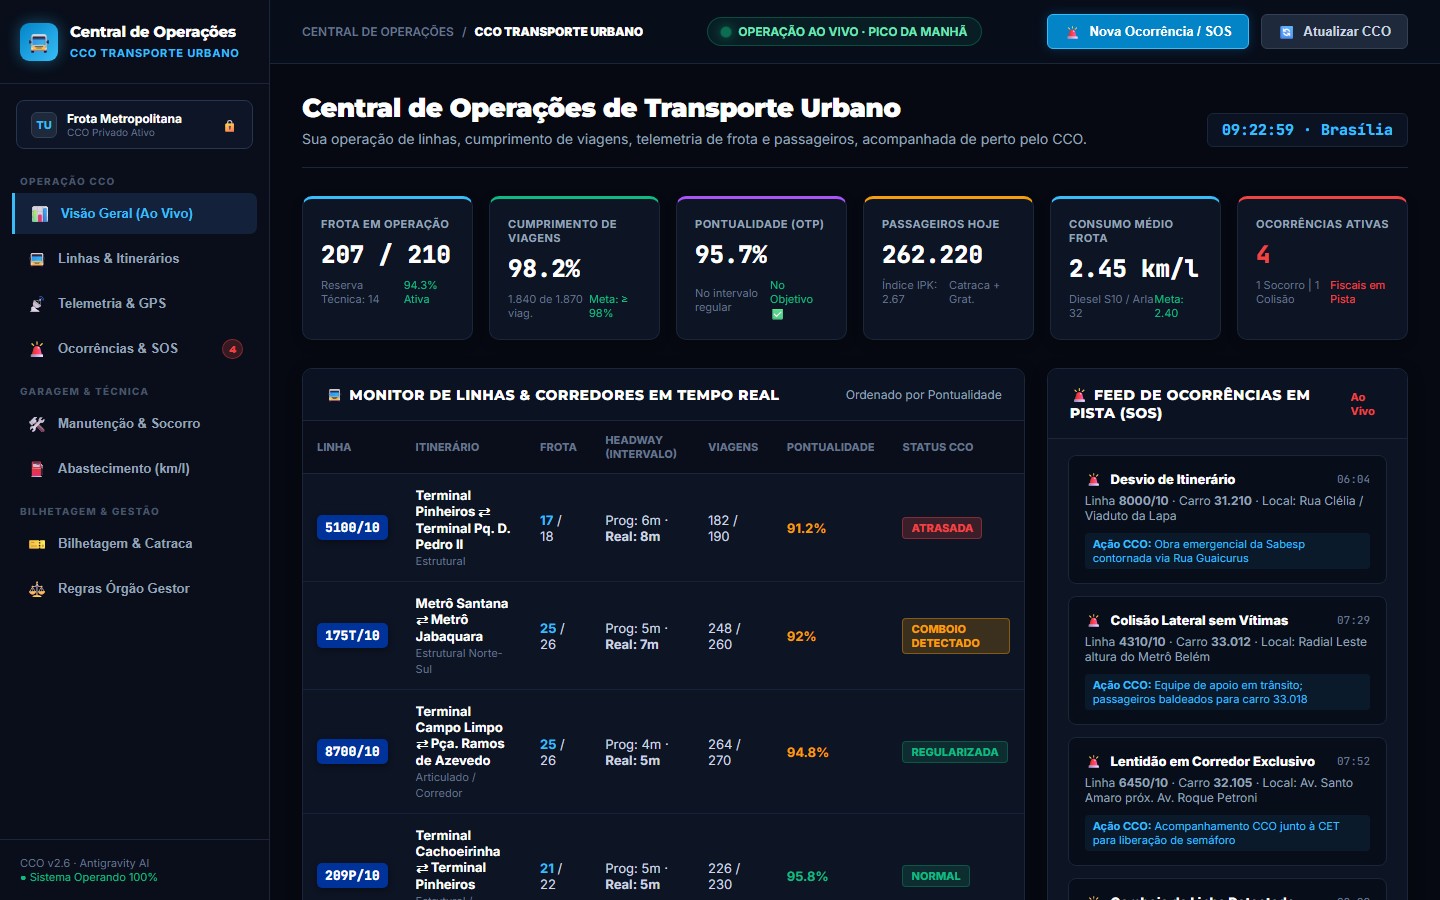 Central de Operações
CCO TRANSPORTE URBANO
TU
Frota Metropolitana
CCO Privado Ativo
OPERAÇÃO CCO
Visão Geral (Ao Vivo)
Linhas & Itinerários
Telemetria & GPS
Ocorrências & SOS
4
GARAGEM & TÉCNICA
Manutenção & Socorro
Abastecimento (km/l)
BILHETAGEM & GESTÃO
Bilhetagem & Catraca
Regras Órgão Gestor
CCO v2.6 · Antigravity AI
● Sistema Operando 100%
CENTRAL DE OPERAÇÕES / CCO TRANSPORTE URBANO
OPERAÇÃO AO VIVO · PICO DA MANHÃ
Nova Ocorrência / SOS
Atualizar CCO
Central de Operações de Transporte Urbano
Sua operação de linhas, cumprimento de viagens, telemetria de frota e passageiros, acompanhada de perto pelo CCO.
09:22:59 · Brasília
FROTA EM OPERAÇÃO
207 / 210
Reserva
Técnica: 14
94.3%
Ativa
CUMPRIMENTO DE
VIAGENS
98.2%
1.840 de 1.870
viag.
Meta: ≥
98%
PONTUALIDADE (OTP)
95.7%
No intervalo
regular
No
Objetivo
✅
PASSAGEIROS HOJE
262.220
Índice IPK:
2.67
Catraca +
Grat.
CONSUMO MÉDIO
FROTA
2.45 km/l
Diesel S10 / Arla
32
Meta:
2.40
OCORRÊNCIAS ATIVAS
4
1 Socorro | 1
Colisão
Fiscais em
Pista
MONITOR DE LINHAS & CORREDORES EM TEMPO REAL
Ordenado por Pontualidade
LINHA
ITINERÁRIO
FROTA
HEADWAY
(INTERVALO)
VIAGENS
PONTUALIDADE
STATUS CCO
5100/10
Terminal
Pinheiros ⇄
Terminal Pq. D.
Pedro II
Estrutural
17 /
18
Prog: 6m ·
Real: 8m
182 /
190
91.2%
ATRASADA
175T/10
Metrô Santana
⇄ Metrô
Jabaquara
Estrutural Norte-
Sul
25 /
26
Prog: 5m ·
Real: 7m
248 /
260
92%
COMBOIO
DETECTADO
8700/10
Terminal
Campo Limpo
⇄ Pça. Ramos
de Azevedo
Articulado /
Corredor
25 /
26
Prog: 4m ·
Real: 5m
264 /
270
94.8%
REGULARIZADA
209P/10
Terminal
Cachoeirinha
⇄ Terminal
Pinheiros
Estrutural /
21 /
22
Prog: 5m ·
Real: 5m
226 /
230
95.8%
NORMAL
FEED DE OCORRÊNCIAS EM
PISTA (SOS)
Ao
Vivo
Desvio de Itinerário
06:04
Linha 8000/10 · Carro 31.210 · Local: Rua Clélia /
Viaduto da Lapa
Ação CCO: Obra emergencial da Sabesp
contornada via Rua Guaicurus
Colisão Lateral sem Vítimas
07:29
Linha 4310/10 · Carro 33.012 · Local: Radial Leste
altura do Metrô Belém
Ação CCO: Equipe de apoio em trânsito;
passageiros baldeados para carro 33.018
Lentidão em Corredor Exclusivo
07:52
Linha 6450/10 · Carro 32.105 · Local: Av. Santo
Amaro próx. Av. Roque Petroni
Ação CCO: Acompanhamento CCO junto à CET
para liberação de semáforo